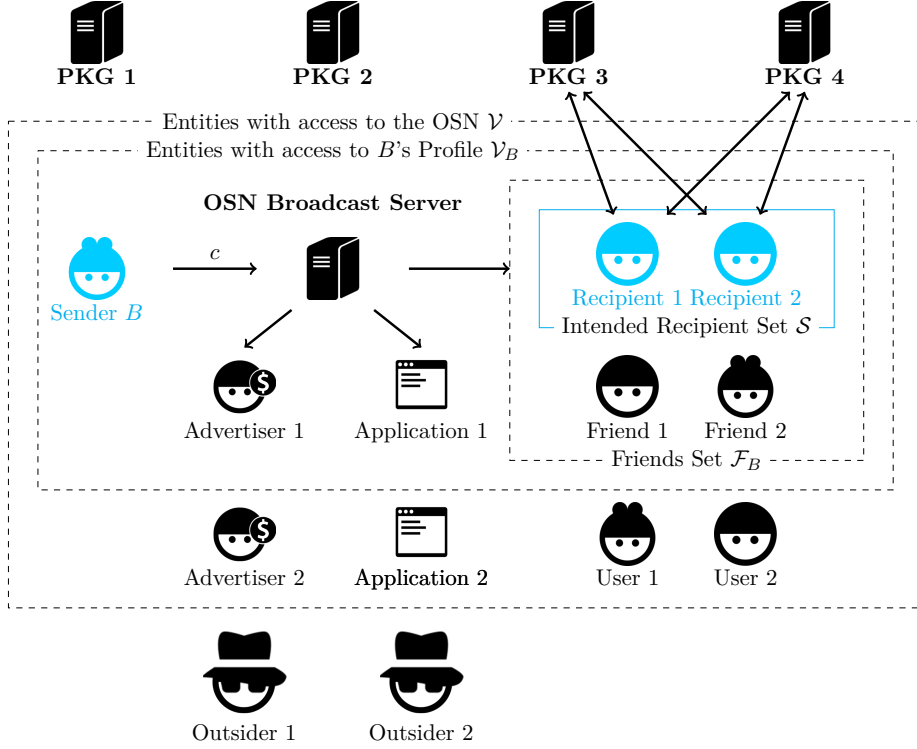 PKG 1
PKG 2
PKG 3
PKG 4
Entities with access to the OSN 𝒱
Entities with access to B's Profile 𝒱_B
OSN Broadcast Server
c
Sender B
Recipient 1
Recipient 2
Intended Recipient Set 𝒮
$
Advertiser 1
Application 1
Friend 1
Friend 2
Friends Set ℱ_B
$
Advertiser 2
Application 2
User 1
User 2
Outsider 1
Outsider 2